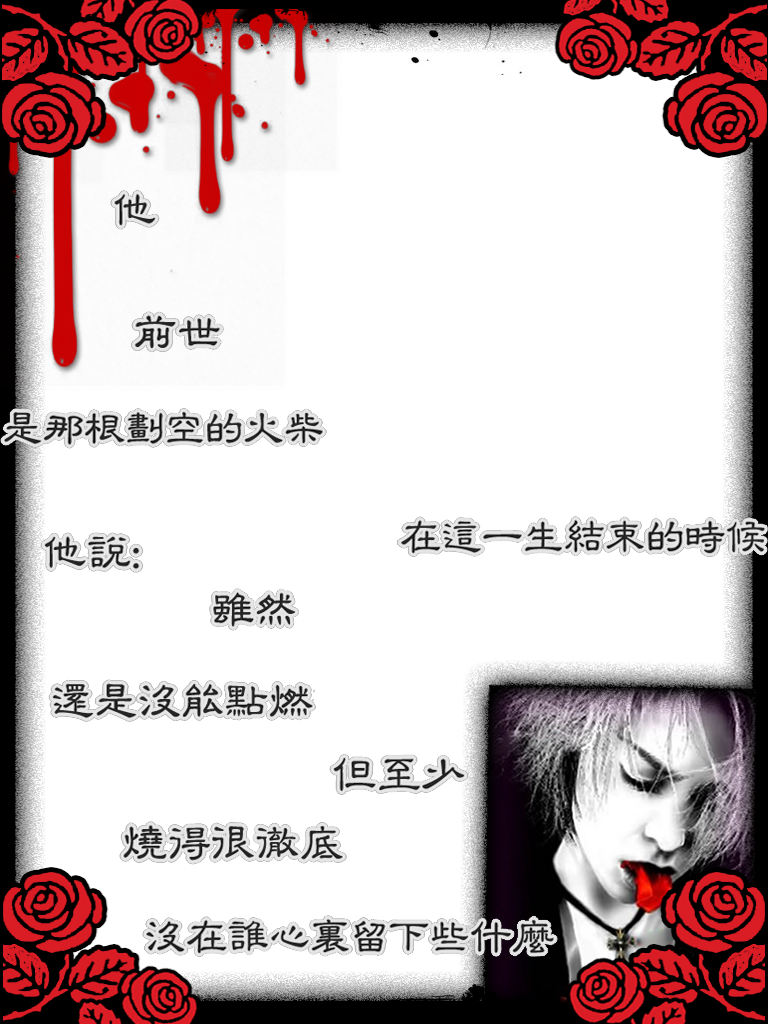 他
前世
是那根劃空的火柴
在這一生結束的時候
他說:
雖然
還是沒能點燃
但至少
燒得很徹底
沒在誰心裏留下些什麼